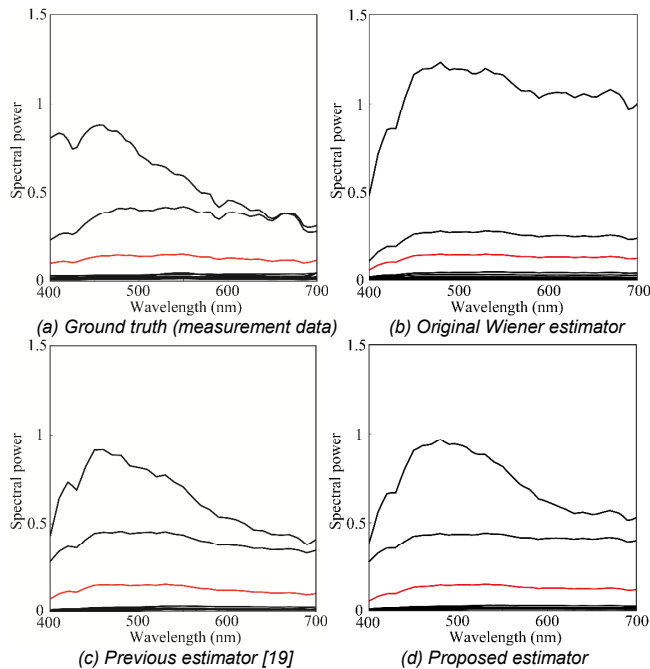 1.5
1
0.5
0
Spectral power
400
500
600
700
Wavelength (nm)
(a) Ground truth (measurement data)
1.5
1
0.5
0
Spectral power
400
500
600
700
Wavelength (nm)
(b) Original Wiener estimator
1.5
1
0.5
0
Spectral power
400
500
600
700
Wavelength (nm)
(c) Previous estimator [19]
1.5
1
0.5
0
Spectral power
400
500
600
700
Wavelength (nm)
(d) Proposed estimator